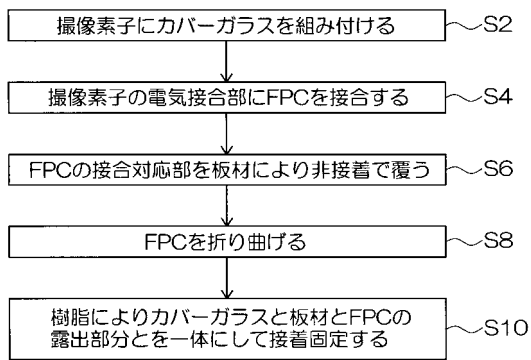 撮像素子にカバーガラスを組み付ける S2
撮像素子の電気接合部にFPCを接合する S4
FPCの接合対応部を板材により非接着で覆う S6
FPCを折り曲げる S8
樹脂によりカバーガラスと板材とFPCの
露出部分とを一体にして接着固定する S10